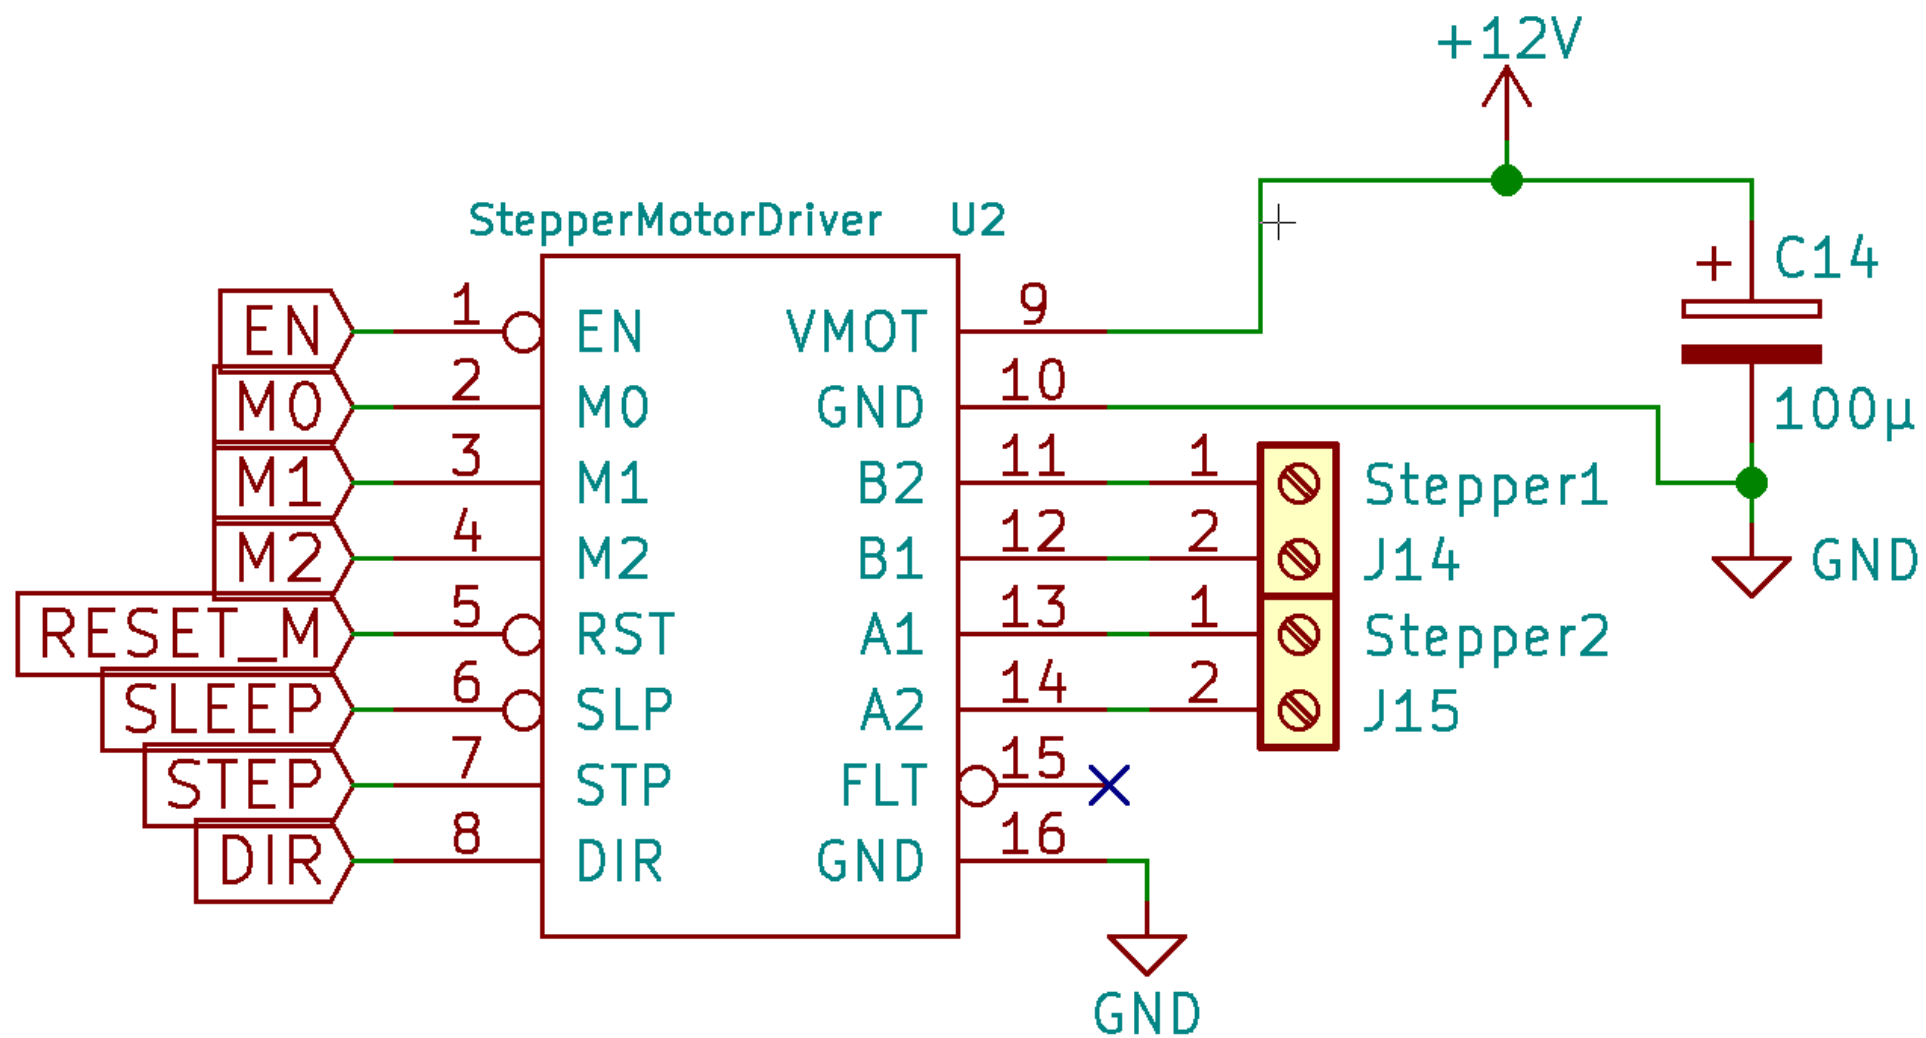 +12V
StepperMotorDriver U2
+ C14
EN 1 EN VMOT 9
M0 2 M0 GND 10 100µ
M1 3 M1 B2 11 1 Stepper1
M2 4 M2 B1 12 2 J14 GND
RESET_M 5 RST A1 13 1 Stepper2
SLEEP 6 SLP A2 14 2 J15
STEP 7 STP FLT 15
DIR 8 DIR GND 16
GND